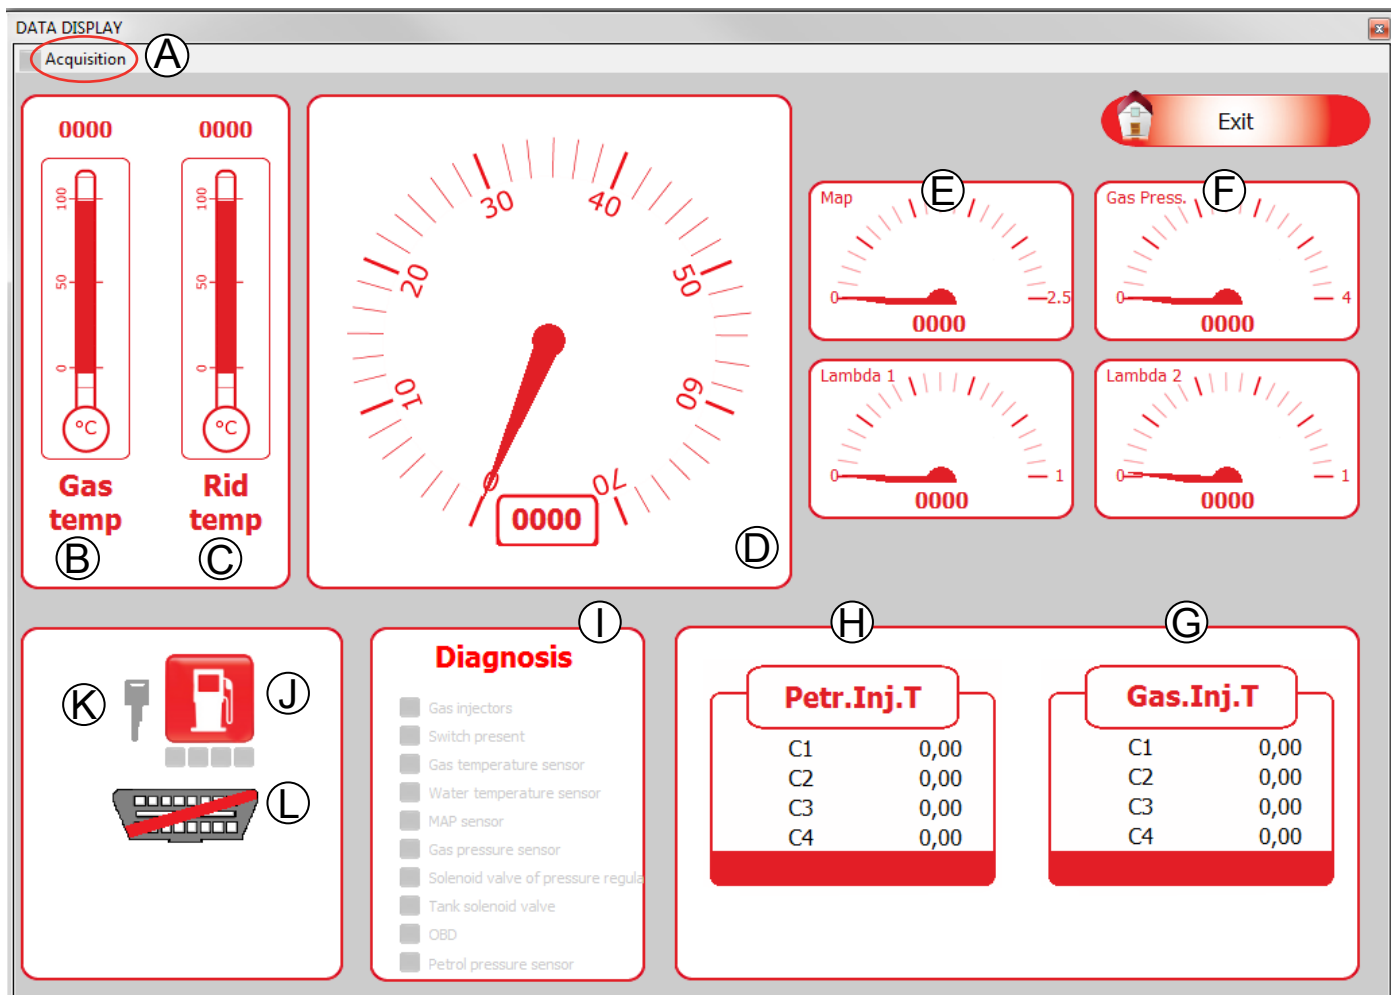 DATA DISPLAY
x
Acquisition
A
0000
0000
100
50
0
°C
100
50
0
°C
Gas
temp
B
Rid
temp
C
0
10
20
30
40
50
60
70
0000
D
Exit
Map
E
0
2.5
0000
Gas Press.
F
0
4
0000
Lambda 1
0
1
0000
Lambda 2
0
1
0000
K
J
L
I
Diagnosis
Gas injectors
Switch present
Gas temperature sensor
Water temperature sensor
MAP sensor
Gas pressure sensor
Solenoid valve of pressure regula
Tank solenoid valve
OBD
Petrol pressure sensor
H
Petr.Inj.T
C1 0,00
C2 0,00
C3 0,00
C4 0,00
G
Gas.Inj.T
C1 0,00
C2 0,00
C3 0,00
C4 0,00